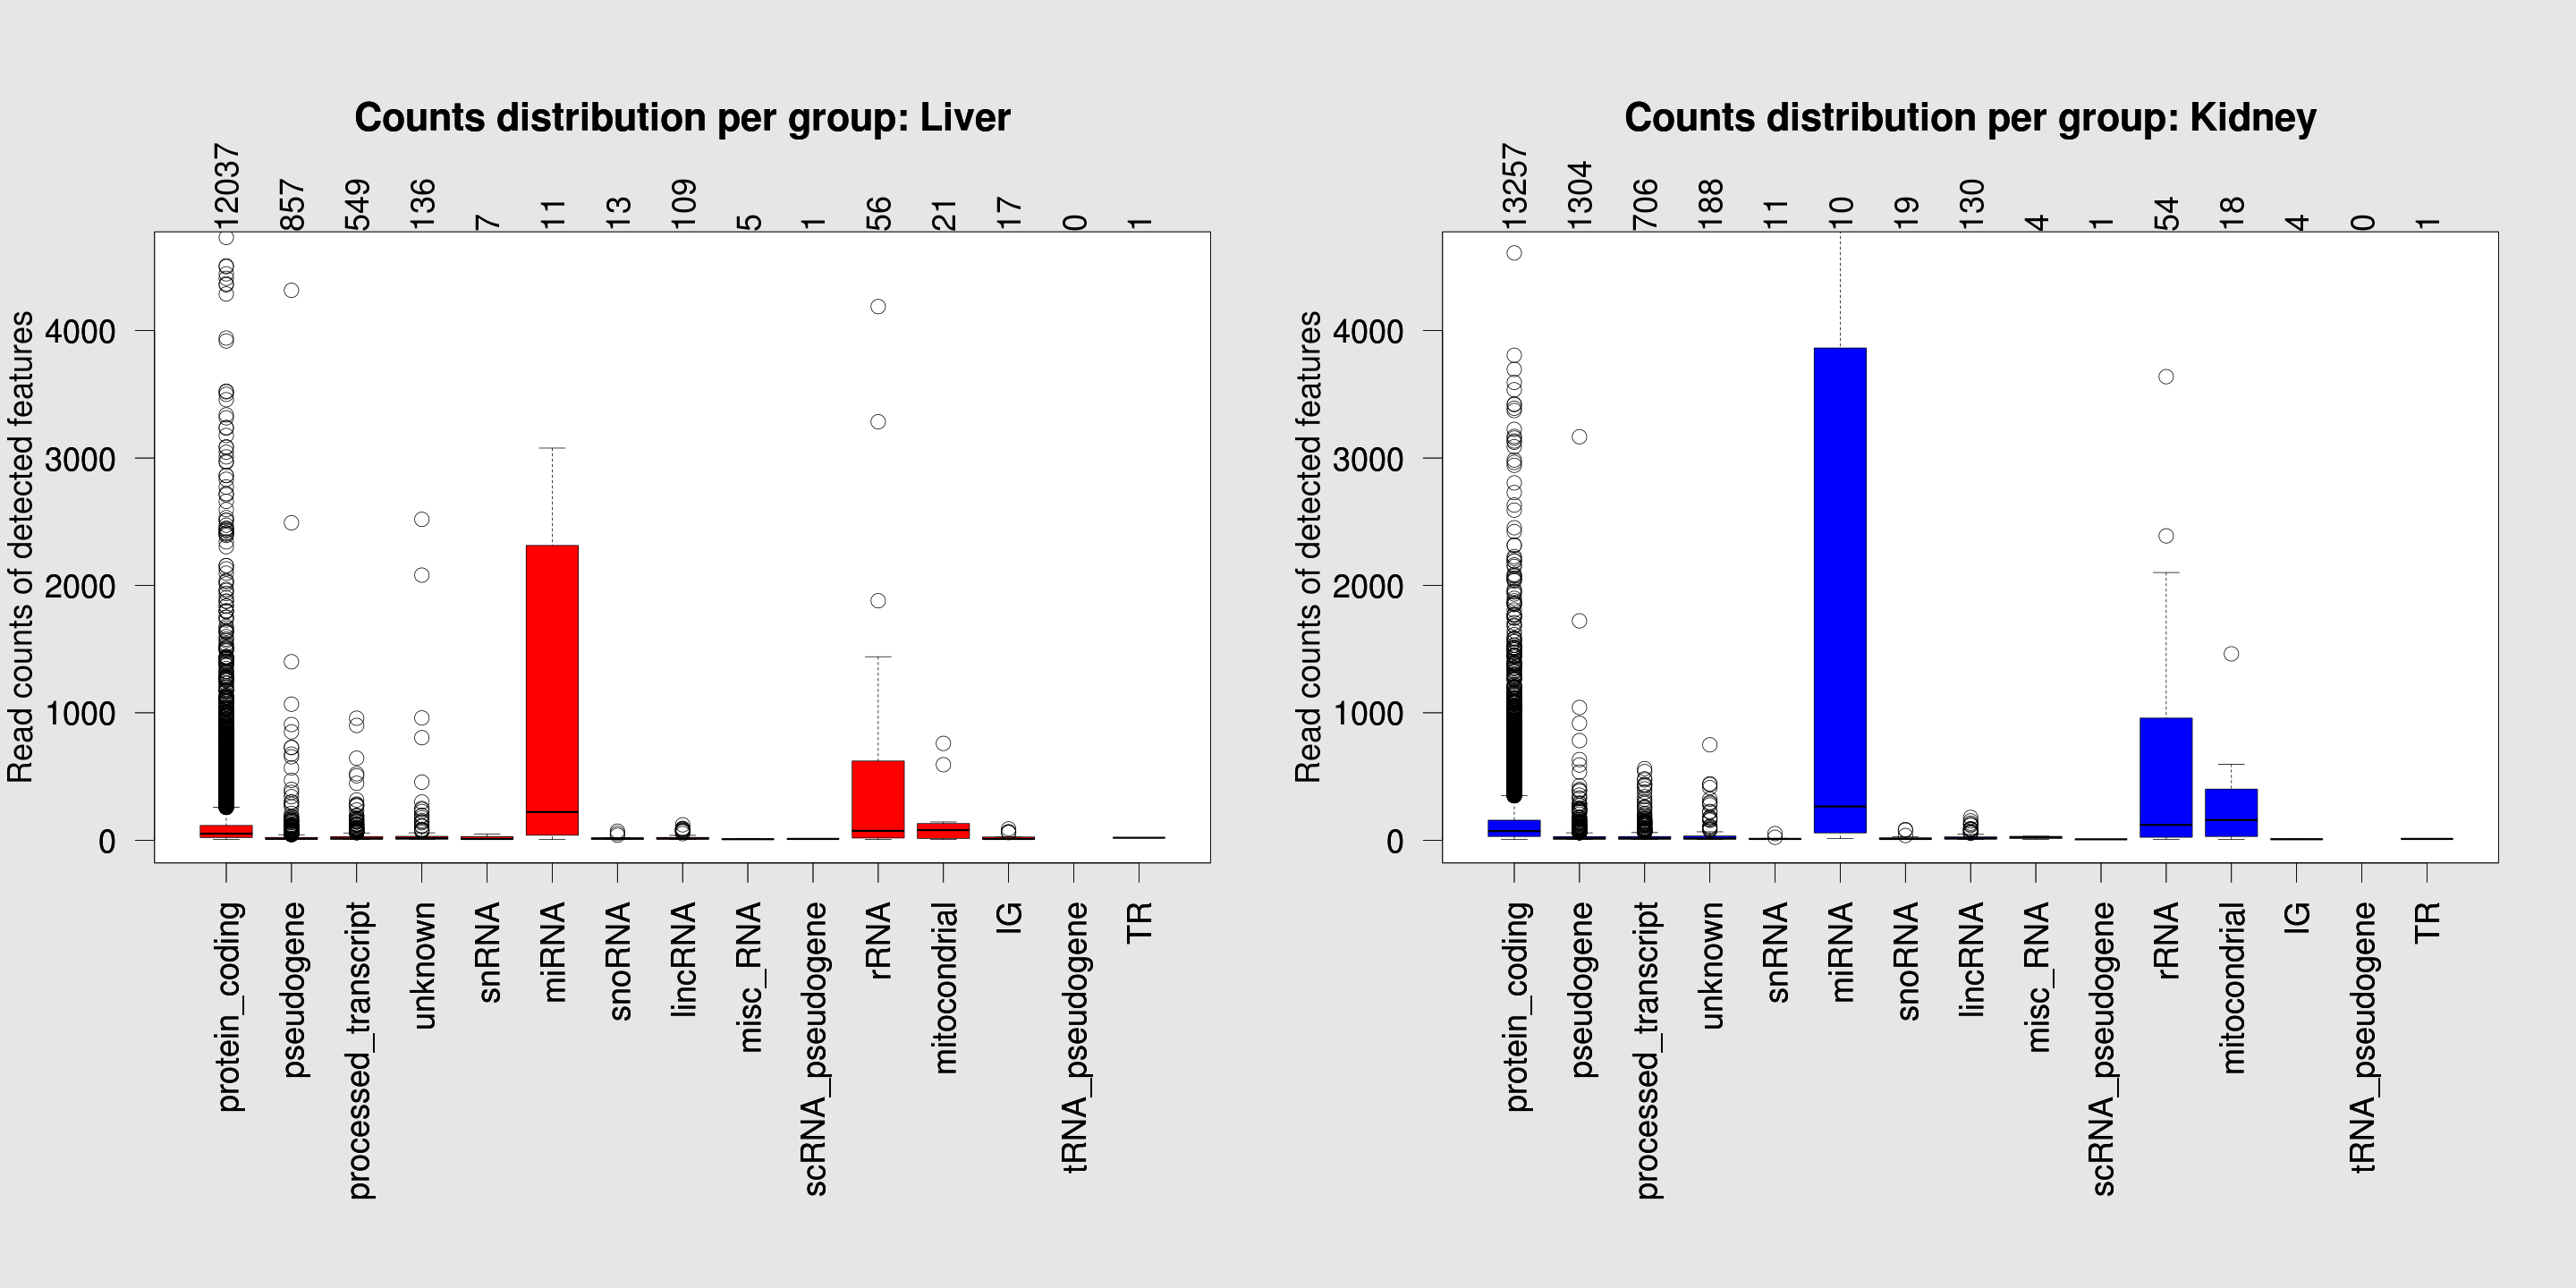 Counts distribution per group: Liver
12037 857 549 136 7 11 13 109 5 1 56 21 17 0 1
Read counts of detected features
4000
3000
2000
1000
0
protein_coding
pseudogene
processed_transcript
unknown
snRNA
miRNA
snoRNA
lincRNA
misc_RNA
scRNA_pseudogene
rRNA
mitocondrial
IG
tRNA_pseudogene
TR
Counts distribution per group: Kidney
13257 1304 706 188 11 10 19 130 4 1 54 18 4 0 1
Read counts of detected features
4000
3000
2000
1000
0
protein_coding
pseudogene
processed_transcript
unknown
snRNA
miRNA
snoRNA
lincRNA
misc_RNA
scRNA_pseudogene
rRNA
mitocondrial
IG
tRNA_pseudogene
TR